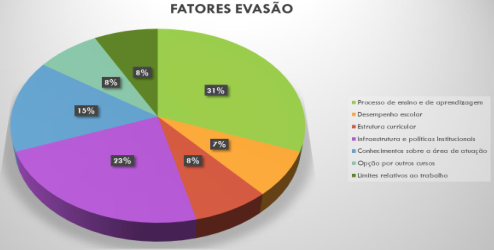 FATORES EVASÃO
31%
7%
8%
23%
15%
8%
8%
Processo de ensino e de aprendizagem
Desempenho escolar
Estrutura curricular
Infraestrutura e políticas institucionais
Conhecimentos sobre a área de atuação
Opção por outros cursos
Limites relativos ao trabalho